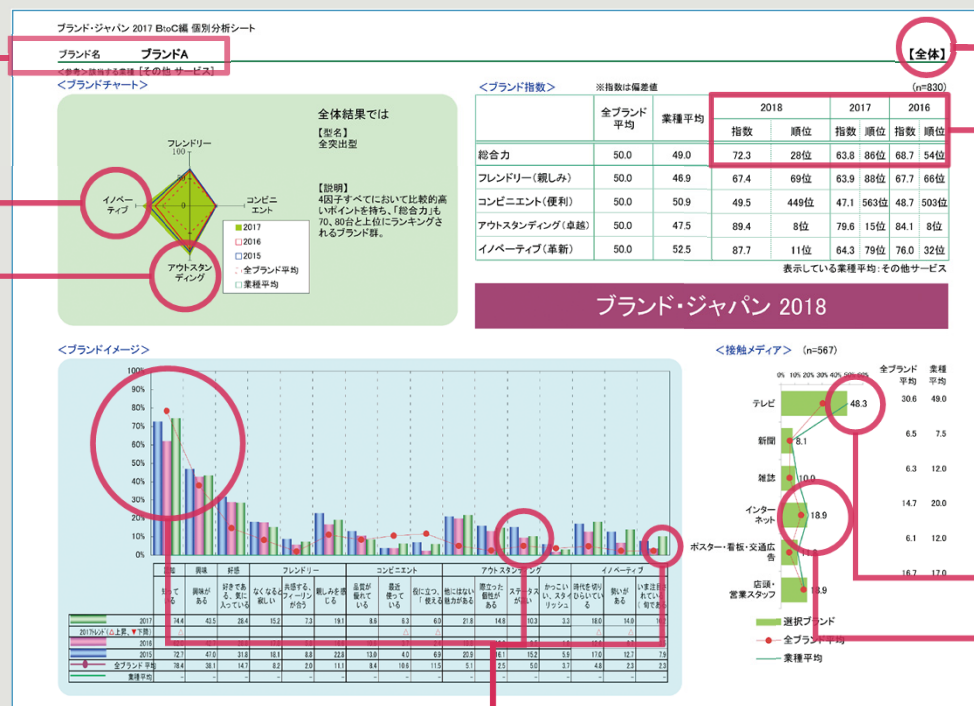 ブランド・ジャパン 2017 BtoC編 個別分析シート
ブランド名 ブランドA
【全体】
<参考>該当する業種 [その他 サービス]
<ブランドチャート>
全体結果では
【型名】
全突出型
【説明】
4因子すべてにおいて比較的高
いポイントを持ち、「総合力」も
70、80台と上位にランキングさ
れるブランド群。
フレンドリー
100
0
イノベー
ティブ
コンビニ
エント
アウトスタン
ディング
2017
2016
2015
全ブランド平均
業種平均
<ブランド指数> ※指数は偏差値 (n=830)
全ブランド平均 業種平均 2018 2017 2016
指数 順位 指数 順位 指数 順位
総合力 50.0 49.0 72.3 28位 63.8 86位 68.7 54位
フレンドリー(親しみ) 50.0 46.9 67.4 69位 63.9 88位 67.7 66位
コンビニエント(便利) 50.0 50.9 49.5 449位 47.1 563位 48.7 503位
アウトスタンディング(卓越) 50.0 47.5 89.4 8位 79.6 15位 84.1 8位
イノベーティブ(革新) 50.0 52.5 87.7 11位 64.3 79位 76.0 32位
表示している業種平均:その他サービス
ブランド・ジャパン 2018
<ブランドイメージ>
100%
90%
80%
70%
60%
50%
40%
30%
20%
10%
0%
興味 好感 フレンドリー コンビニエント アウトスタンディング イノベーティブ
興味がある 好きである、気に入っている なくなると寂しい 共感する、フィーリンが合う 親しみを感じる 品質が優れている 最近使っている 役に立つ、使える 他にはない魅力がある 際立った個性がある ステータスが高い かっこいい、スタイリッシュ 時代を切りひらいている 勢いがある
2017 74.4 43.5 28.4 15.2 7.3 19.1 8.6 6.3 6.0 21.8 14.8 10.3 3.3 18.0 14.0
2017トレンド(△上昇、▼下降)
2016
2015 72.7 47.0 31.8 18.1 8.8 22.8 13.0 4.0 6.9 20.9 16.1 15.2 5.9 17.0 12.7 7.9
全ブランド平均 78.4 38.1 14.7 8.2 2.0 11.1 8.4 10.6 11.5 5.1 2.5 5.0 3.7 4.8 2.3 2.3
業種平均 – – – – – – – – – – – – – – – –
<接触メディア> (n=567)
0% 10% 20% 30% 40% 50% 60%
全ブランド平均 業種平均
テレビ 48.3 30.6 49.0
新聞 8.1 6.5 7.5
雑誌 10.9 6.3 12.0
インターネット 18.9 14.7 20.0
ポスター・看板・交通広告 6.1 12.0
店頭・営業スタッフ 16.7 17.0
選択ブランド
全ブランド平均
業種平均